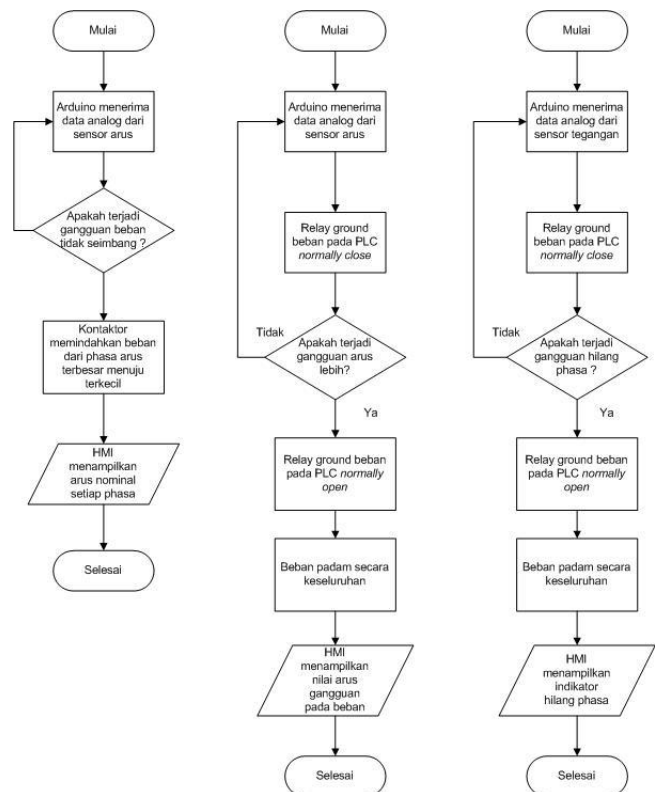 Mulai
Arduino menerima
data analog dari
sensor arus
Apakah terjadi
gangguan beban
tidak seimbang ?
Kontaktor
memindahkan beban
dari phasa arus
terbesar menuju
terkecil
HMI
menampilkan
arus nominal
setiap phasa
Selesai
Mulai
Arduino menerima
data analog dari
sensor arus
Relay ground
beban pada PLC
normally close
Tidak
Apakah terjadi
gangguan arus
lebih?
Ya
Relay ground beban
pada PLC normally
open
Beban padam secara
keseluruhan
HMI
menampilkan
nilai arus
gangguan
pada beban
Selesai
Mulai
Arduino menerima
data analog dari
sensor tegangan
Relay ground
beban pada PLC
normally close
Tidak
Apakah terjadi
gangguan hilang
phasa ?
Ya
Relay ground beban
pada PLC normally
open
Beban padam secara
keseluruhan
HMI
menampilkan
indikator
hilang phasa
Selesai